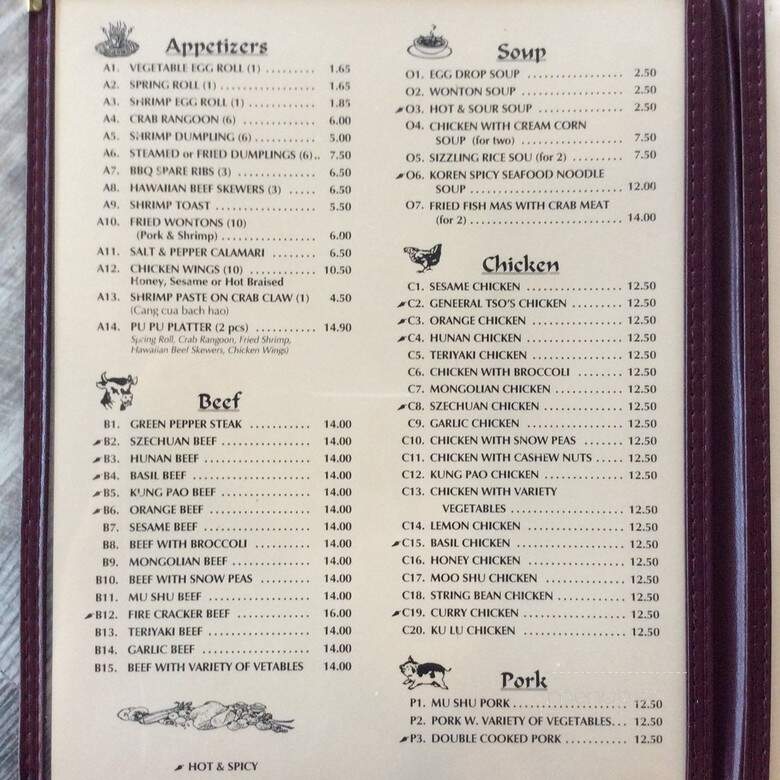 Appetizers
A1. VEGETABLE EGG ROLL (1) ......... 1.65
A2. SPRING ROLL (1) ................... 1.65
A3. SHRIMP EGG ROLL (1) ............ 1.85
A4. CRAB RANGOON (6) .............. 6.00
A5. SHRIMP DUMPLING (6) ............ 5.00
A6. STEAMED or FRIED DUMPLINGS (6).. 7.50
A7. BBQ SPARE RIBS (3) ............... 6.50
A8. HAWAIIAN BEEF SKEWERS (3) ..... 6.50
A9. SHRIMP TOAST .................... 5.50
A10. FRIED WONTONS (10)
(Pork & Shrimp) .................. 6.00
A11. SALT & PEPPER CALAMARI ........ 6.50
A12. CHICKEN WINGS (10) ............ 10.50
Honey, Sesame or Hot Braised
A13. SHRIMP PASTE ON CRAB CLAW (1) 4.50
(Cang cua bach hao)
A14. PU PU PLATTER (2 pcs) ........... 14.90
Spring Roll, Crab Rangoon, Fried Shrimp,
Hawaiian Beef Skewers, Chicken Wings)
Beef
B1. GREEN PEPPER STEAK ............ 14.00
B2. SZECHUAN BEEF ................. 14.00
B3. HUNAN BEEF .................... 14.00
B4. BASIL BEEF ...................... 14.00
B5. KUNG PAO BEEF ................. 14.00
B6. ORANGE BEEF ................... 14.00
B7. SESAME BEEF .................... 14.00
B8. BEEF WITH BROCCOLI ........... 14.00
B9. MONGOLIAN BEEF .............. 14.00
B10. BEEF WITH SNOW PEAS .......... 14.00
B11. MU SHU BEEF ................... 14.00
B12. FIRE CRACKER BEEF .............. 16.00
B13. TERIYAKI BEEF ................... 14.00
B14. GARLIC BEEF .................... 14.00
B15. BEEF WITH VARIETY OF VETABLES 14.00
HOT & SPICY
Soup
O1. EGG DROP SOUP .................. 2.50
O2. WONTON SOUP ................... 2.50
O3. HOT & SOUR SOUP ................ 2.50
O4. CHICKEN WITH CREAM CORN
SOUP (for two) .................... 7.50
O5. SIZZLING RICE SOU (for 2) .......... 7.50
O6. KOREN SPICY SEAFOOD NOODLE
SOUP ........................... 12.00
O7. FRIED FISH MAS WITH CRAB MEAT
(for 2) ........................... 14.00
Chicken
C1. SESAME CHICKEN ................. 12.50
C2. GENEERAL TSO'S CHICKEN ......... 12.50
C3. ORANGE CHICKEN ................ 12.50
C4. HUNAN CHICKEN ................. 12.50
C5. TERIYAKI CHICKEN ................ 12.50
C6. CHICKEN WITH BROCCOLI ........ 12.50
C7. MONGOLIAN CHICKEN ............ 12.50
C8. SZECHUAN CHICKEN .............. 12.50
C9. GARLIC CHICKEN ................. 12.50
C10. CHICKEN WITH SNOW PEAS ....... 12.50
C11. CHICKEN WITH CASHEW NUTS ..... 12.50
C12. KUNG PAO CHICKEN .............. 12.50
C13. CHICKEN WITH VARIETY
VEGETABLES ..................... 12.50
C14. LEMON CHICKEN ................. 12.50
C15. BASIL CHICKEN ................... 12.50
C16. HONEY CHICKEN ................. 12.50
C17. MOO SHU CHICKEN .............. 12.50
C18. STRING BEAN CHICKEN ........... 12.50
C19. CURRY CHICKEN ................. 12.50
C20. KU LU CHICKEN .................. 12.50
Pork
P1. MU SHU PORK ..................... 12.50
P2. PORK W. VARIETY OF VEGETABLES... 12.50
P3. DOUBLE COOKED PORK ........... 12.50